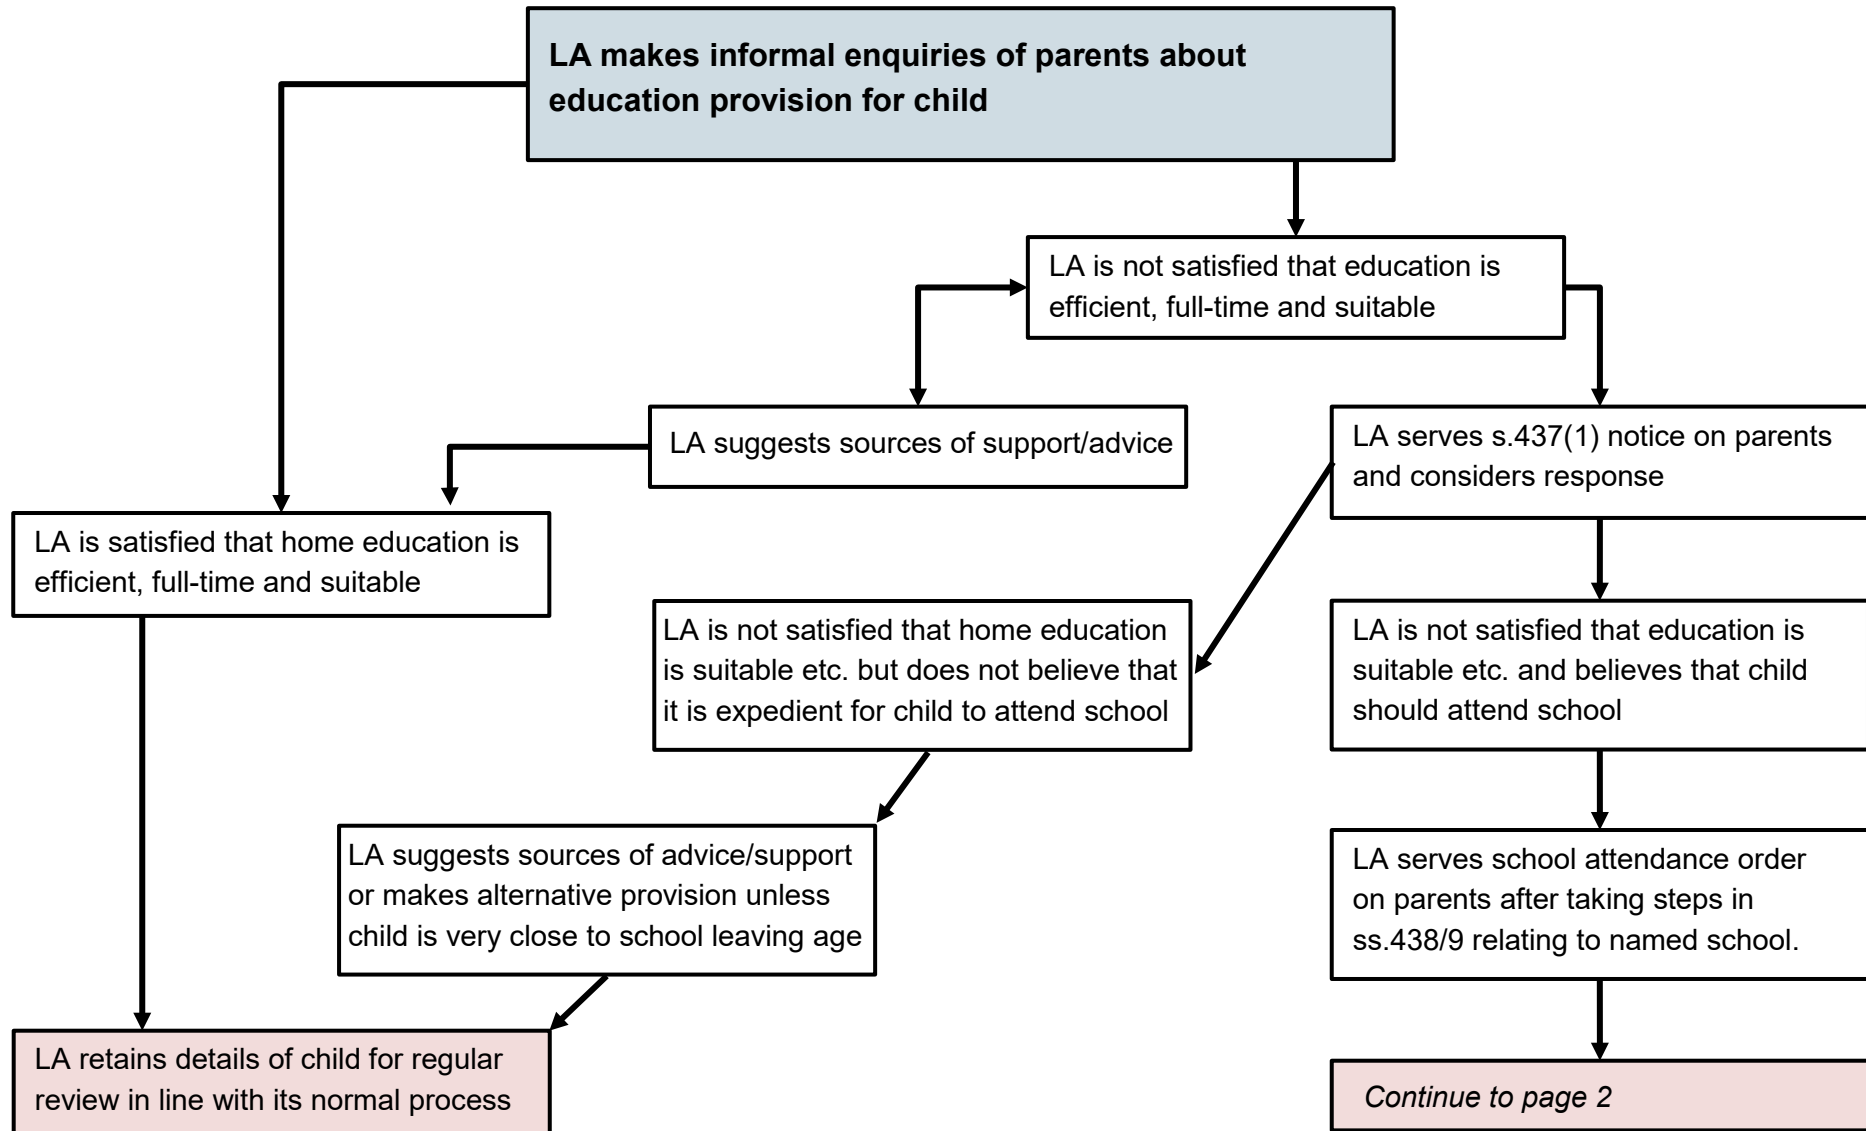 LA makes informal enquiries of parents about
education provision for child
LA is not satisfied that education is
efficient, full-time and suitable
LA suggests sources of support/advice
LA serves s.437(1) notice on parents
and considers response
LA is satisfied that home education is
efficient, full-time and suitable
LA is not satisfied that home education
is suitable etc. but does not believe that
it is expedient for child to attend school
LA is not satisfied that education is
suitable etc. and believes that child
should attend school
LA suggests sources of advice/support
or makes alternative provision unless
child is very close to school leaving age
LA serves school attendance order
on parents after taking steps in
ss.438/9 relating to named school.
LA retains details of child for regular
review in line with its normal process
Continue to page 2